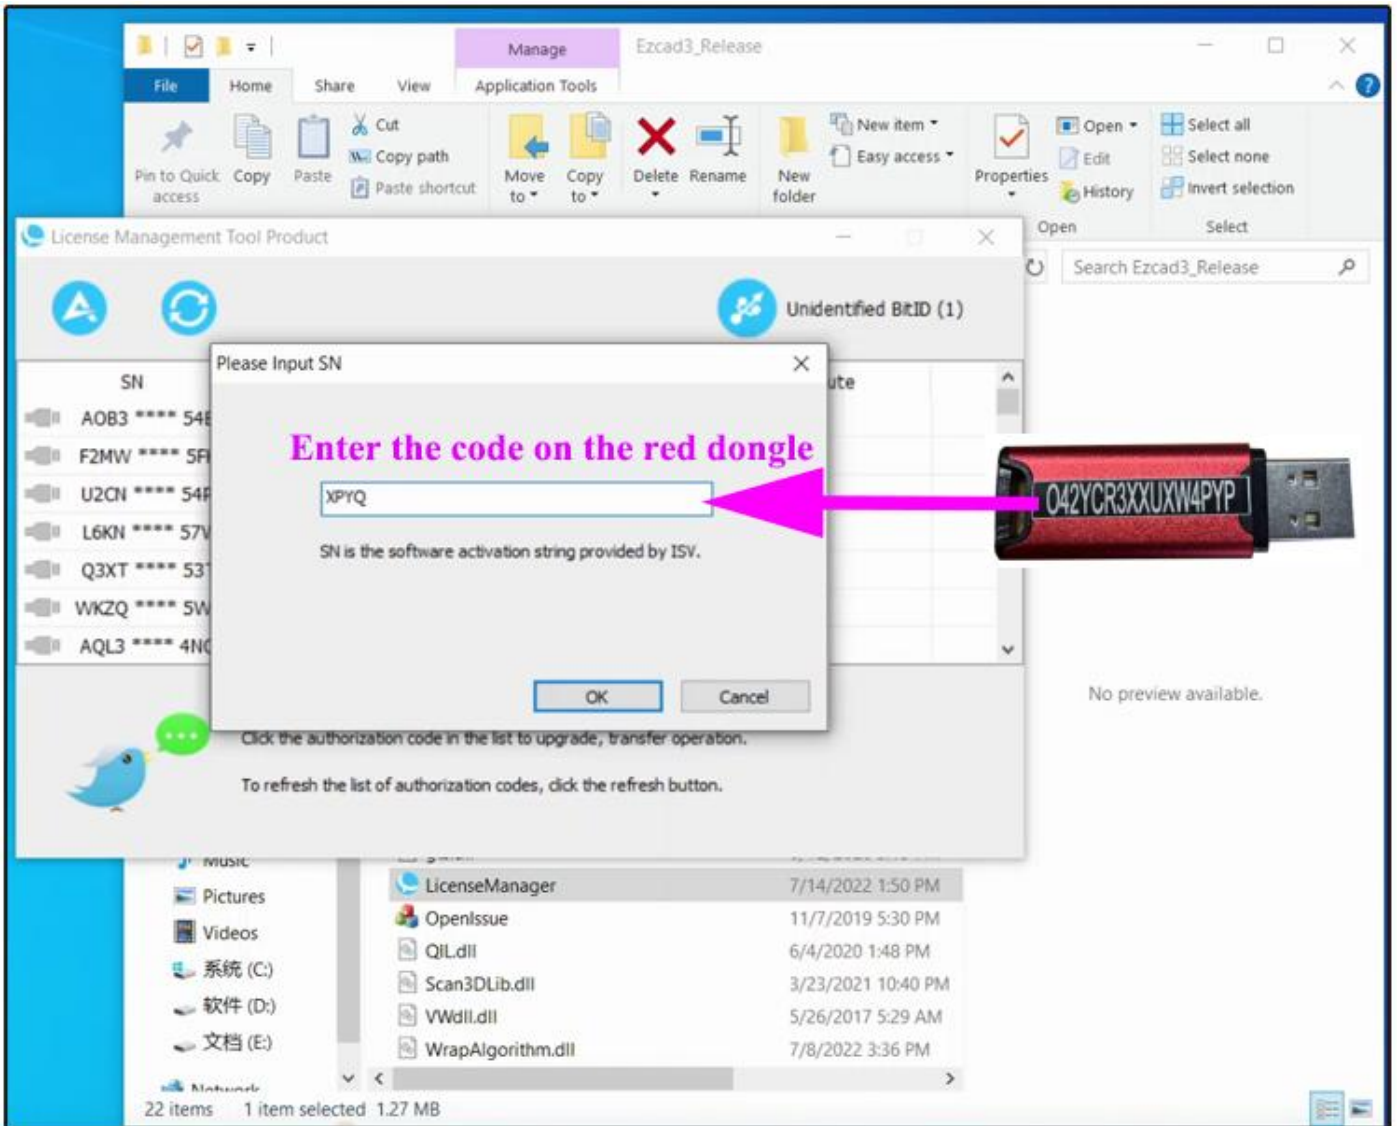 Manage
Ezcad3_Release
File
Home
Share
View
Application Tools
Pin to Quick access
Copy
Paste
Cut
Copy path
Paste shortcut
Move to
Copy to
Delete
Rename
New folder
New item
Easy access
Properties
Open
Edit
History
Select all
Select none
Invert selection
Open
Select
License Management Tool Product
Search Ezcad3_Release
Unidentified BitID (1)
Please Input SN
SN
AOB3 **** 54
F2MW **** 5F
U2CN **** 54
L6KN **** 57V
Q3XT **** 53
WKZQ **** 5W
AQL3 **** 4N
Enter the code on the red dongle
XPYQ
O42YCR3XXUXW4PYP
SN is the software activation string provided by ISV.
OK
Cancel
No preview available.
Click the authorization code in the list to upgrade, transfer operation.
To refresh the list of authorization codes, click the refresh button.
Music
Pictures
Videos
系统 (C:)
软件 (D:)
文档 (E:)
Network
LicenseManager 7/14/2022 1:50 PM
OpenIssue 11/7/2019 5:30 PM
QIL.dll 6/4/2020 1:48 PM
Scan3DLib.dll 3/23/2021 10:40 PM
VWdll.dll 5/26/2017 5:29 AM
WrapAlgorithm.dll 7/8/2022 3:36 PM
22 items 1 item selected 1.27 MB